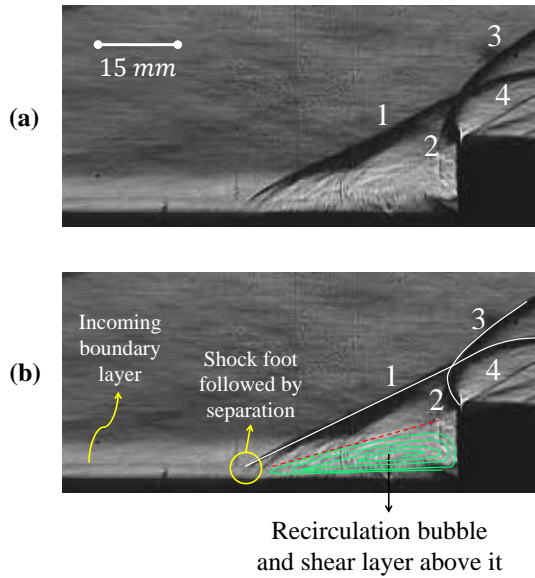 (a)
15 mm
3
1
4
2
(b)
Incoming
boundary
layer
Shock foot
followed by
separation
3
1
4
2
Recirculation bubble
and shear layer above it